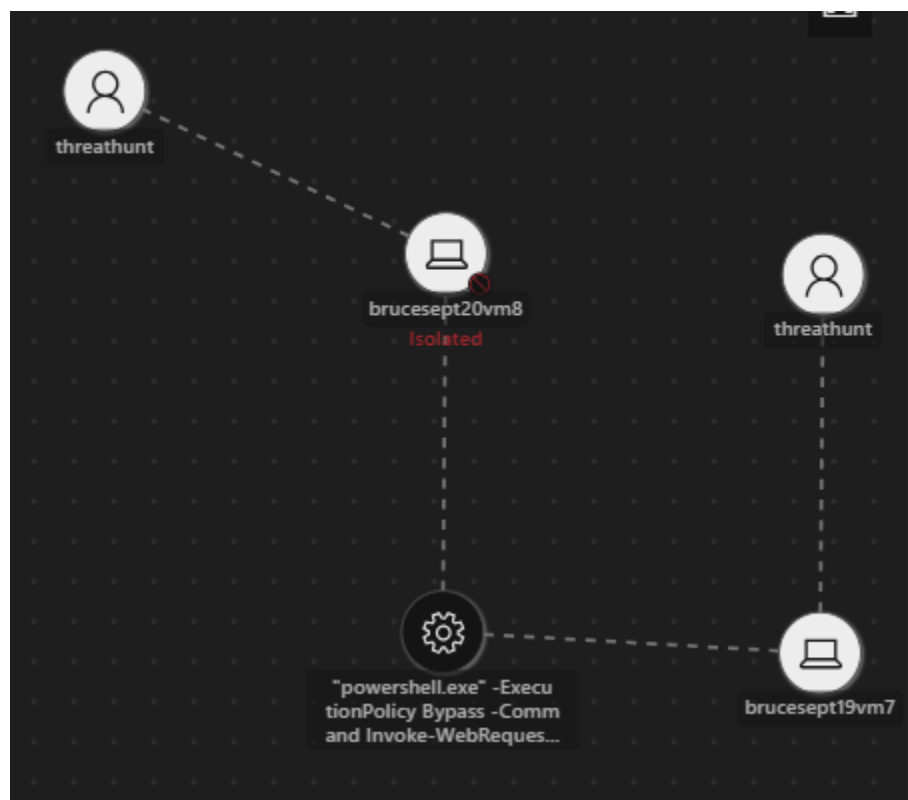 threathunt
brucesept20vm8
Isolated
threathunt
"powershell.exe" -Execu
tionPolicy Bypass -Comm
and Invoke-WebReques...
brucesept19vm7